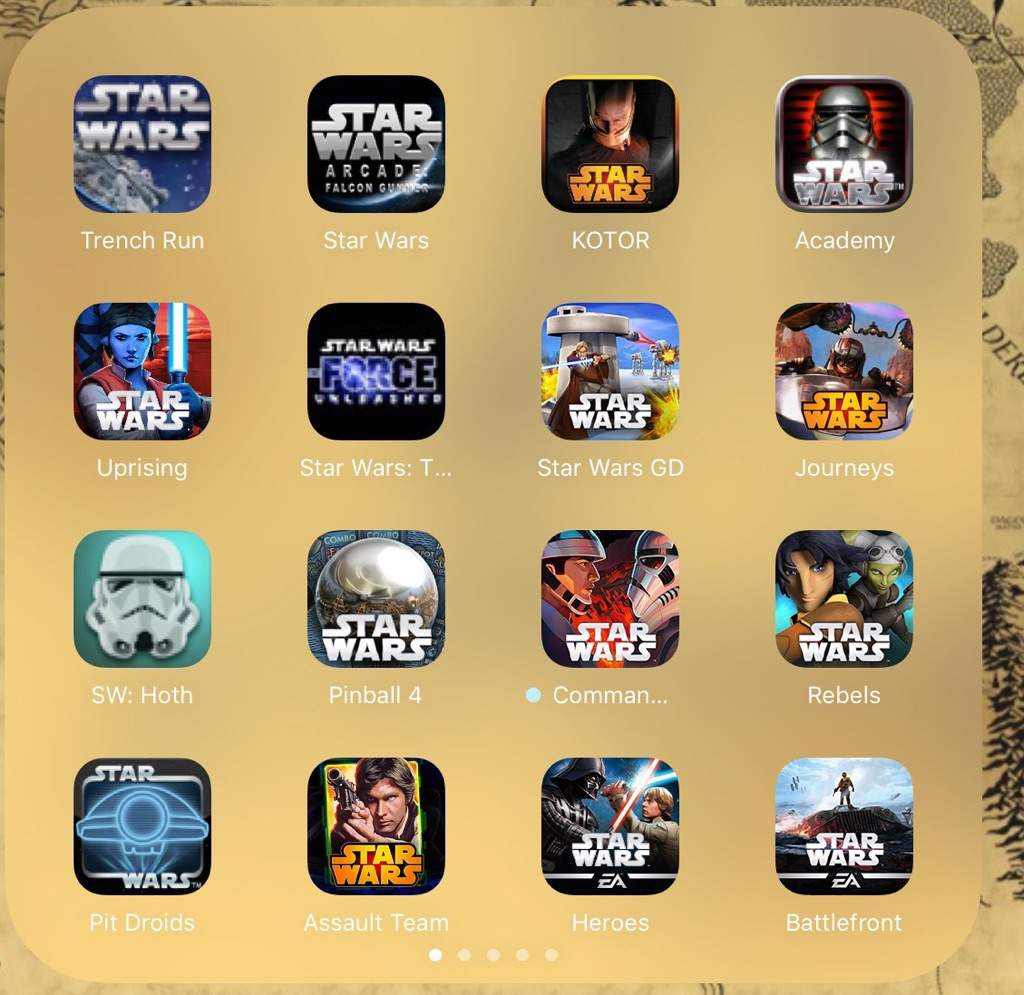 STAR
WARS
STAR
WARS
ARCADE:
FALCON GUNNER
STAR
WARS
STAR
WARS™
Trench Run
Star Wars
KOTOR
Academy
STAR
WARS
STAR WARS
FORCE
UNLEASHED
STAR
WARS
STAR
WARS
Uprising
Star Wars: T...
Star Wars GD
Journeys
COMBO COMBO
STAR
WARS
STAR
WARS
STAR
WARS
SW: Hoth
Pinball 4
Comman...
Rebels
STAR
WARS™
STAR
WARS
STAR
WARS
EA
STAR
WARS
EA
Pit Droids
Assault Team
Heroes
Battlefront